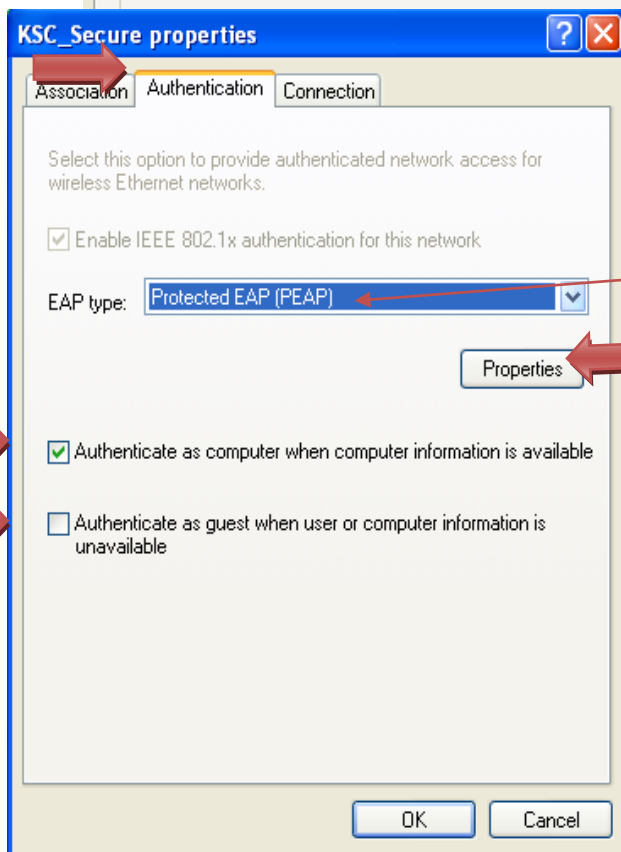 KSC_Secure properties
Association Authentication Connection
Select this option to provide authenticated network access for
wireless Ethernet networks.
Enable IEEE 802.1x authentication for this network
EAP type: Protected EAP (PEAP)
Properties
Authenticate as computer when computer information is available
Authenticate as guest when user or computer information is
unavailable
OK Cancel